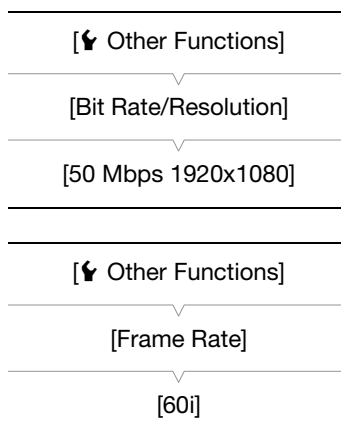 [Other Functions]
[Bit Rate/Resolution]
[50 Mbps 1920x1080]
[Other Functions]
[Frame Rate]
[60i]